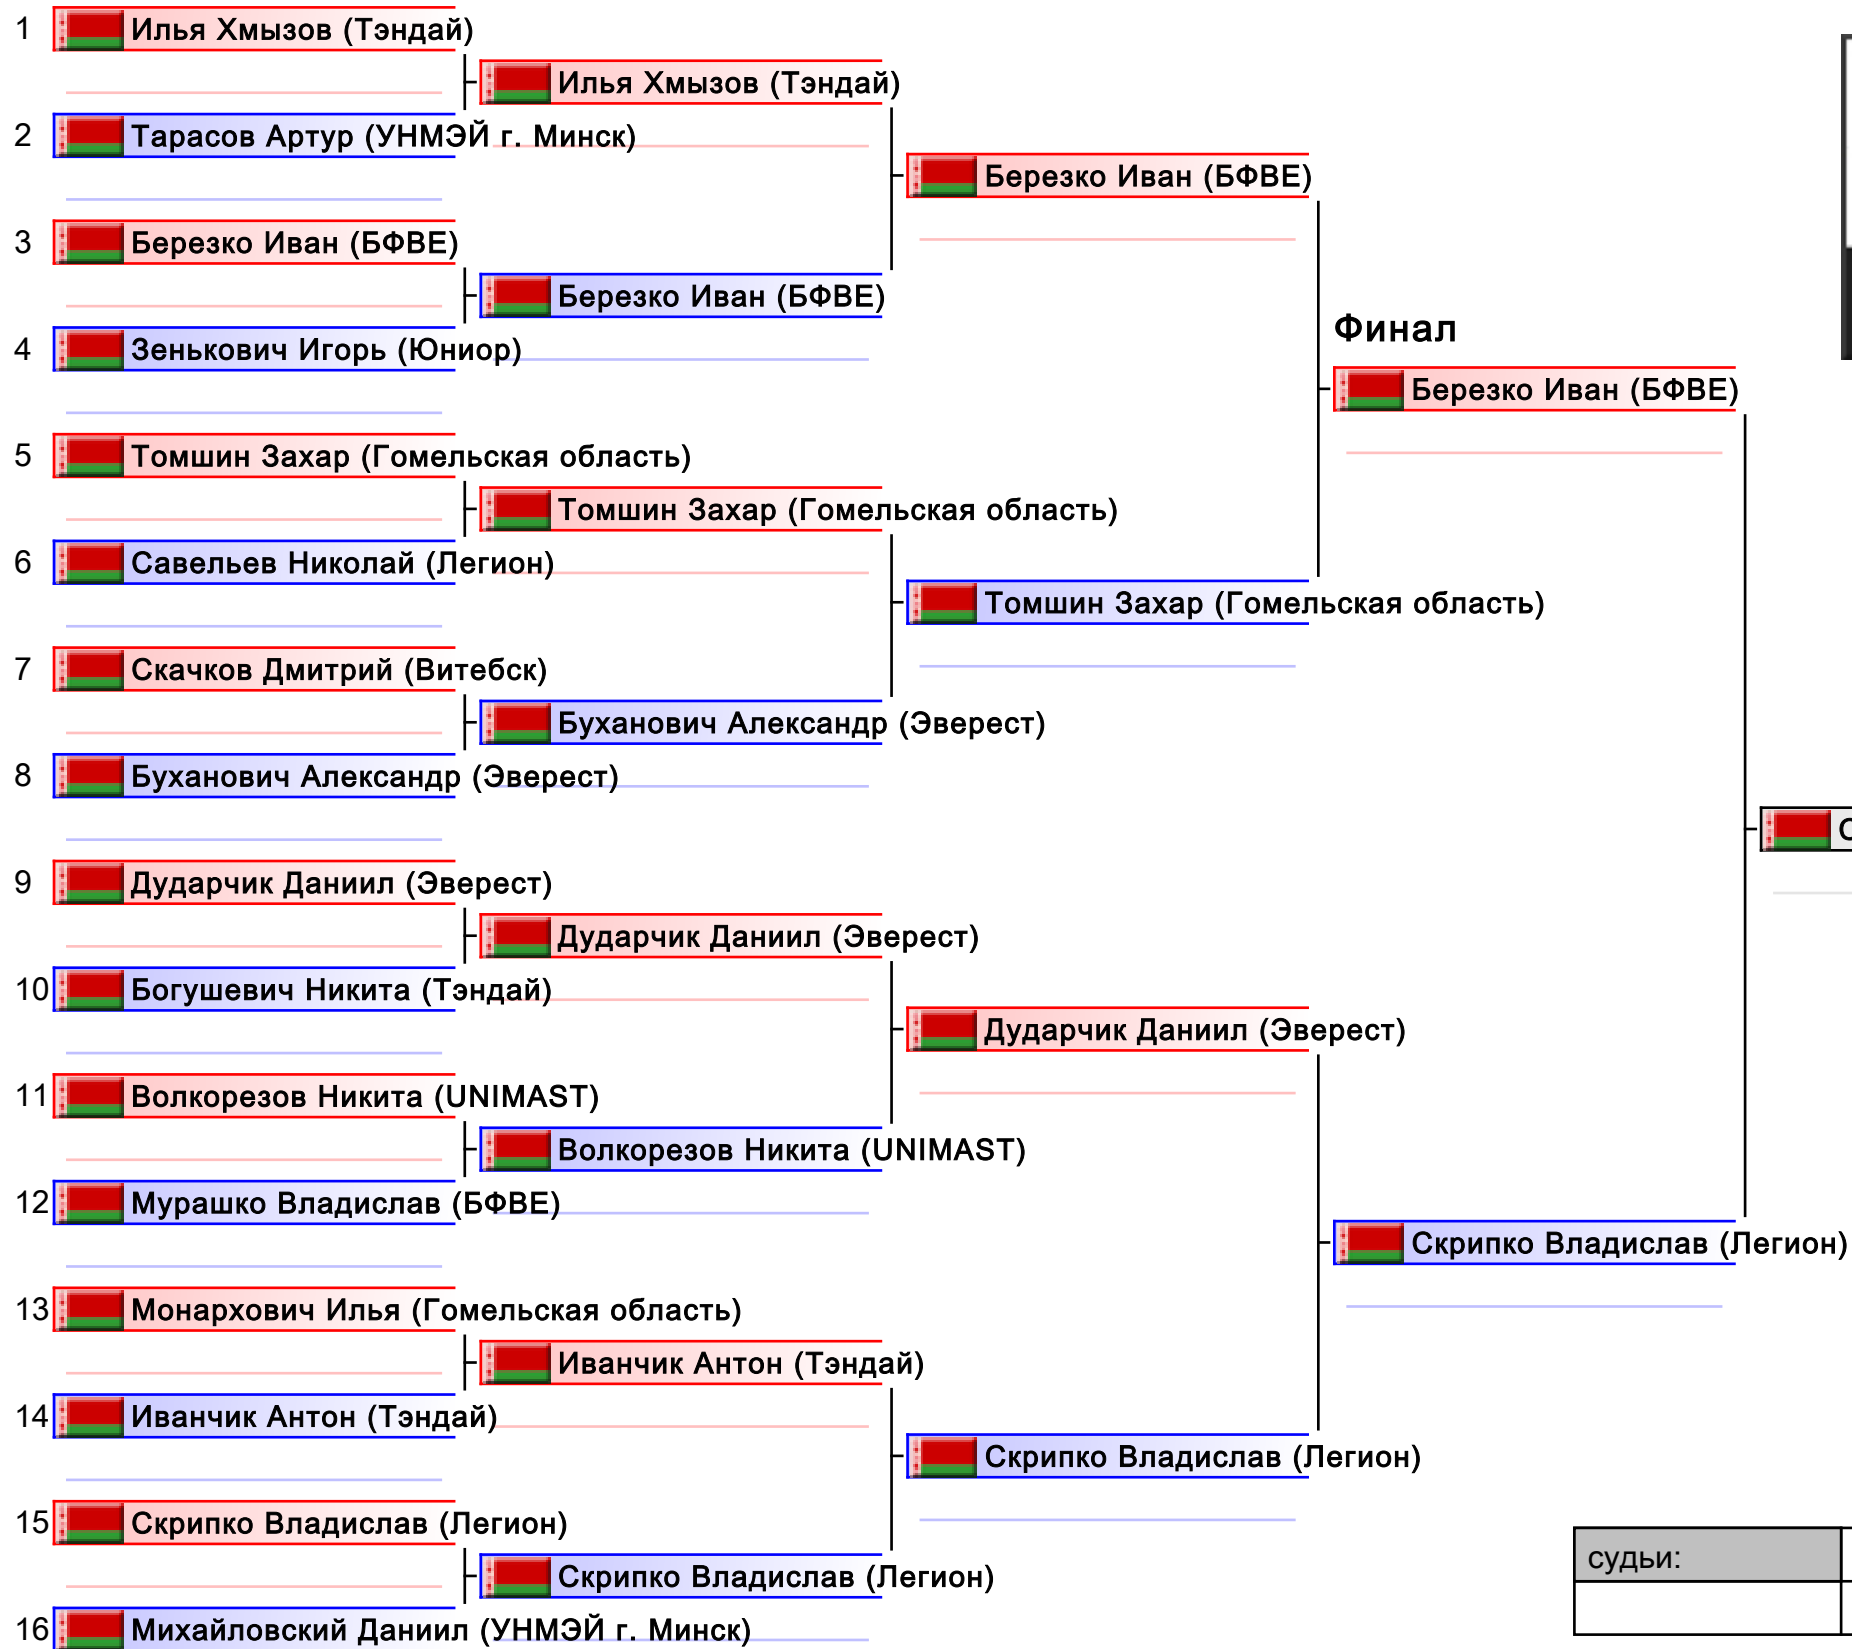 1 Илья Хмызов (Тэндай)
Илья Хмызов (Тэндай)
2 Тарасов Артур (УНМЭЙ г. Минск)
Березко Иван (БФВЕ)
3 Березко Иван (БФВЕ)
Березко Иван (БФВЕ)
Финал
4 Зенькович Игорь (Юниор)
Березко Иван (БФВЕ)
5 Томшин Захар (Гомельская область)
Томшин Захар (Гомельская область)
6 Савельев Николай (Легион)
Томшин Захар (Гомельская область)
7 Скачков Дмитрий (Витебск)
Буханович Александр (Эверест)
8 Буханович Александр (Эверест)
9 Дударчик Даниил (Эверест)
Дударчик Даниил (Эверест)
10 Богушевич Никита (Тэндай)
Дударчик Даниил (Эверест)
11 Волкорезов Никита (UNIMAST)
Волкорезов Никита (UNIMAST)
12 Мурашко Владислав (БФВЕ)
Скрипко Владислав (Легион)
13 Монархович Илья (Гомельская область)
Иванчик Антон (Тэндай)
14 Иванчик Антон (Тэндай)
Скрипко Владислав (Легион)
15 Скрипко Владислав (Легион)
судьи:
Скрипко Владислав (Легион)
16 Михайловский Даниил (УНМЭЙ г. Минск)